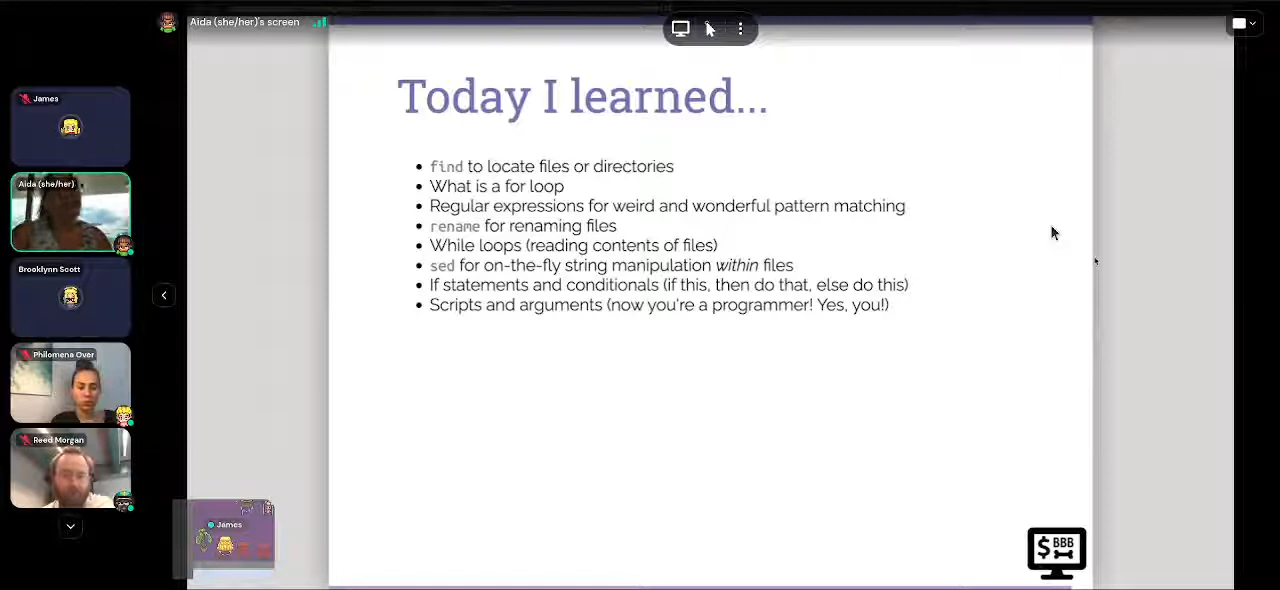 Aida (she/her)'s screen
James
Aida (she/her)
Brooklynn Scott
Philomena Over
Reed Morgan
James
Today I learned...
find to locate files or directories
What is a for loop
Regular expressions for weird and wonderful pattern matching
rename for renaming files
While loops (reading contents of files)
sed for on-the-fly string manipulation within files
If statements and conditionals (if this, then do that, else do this)
Scripts and arguments (now you're a programmer! Yes, you!)
$ BBB